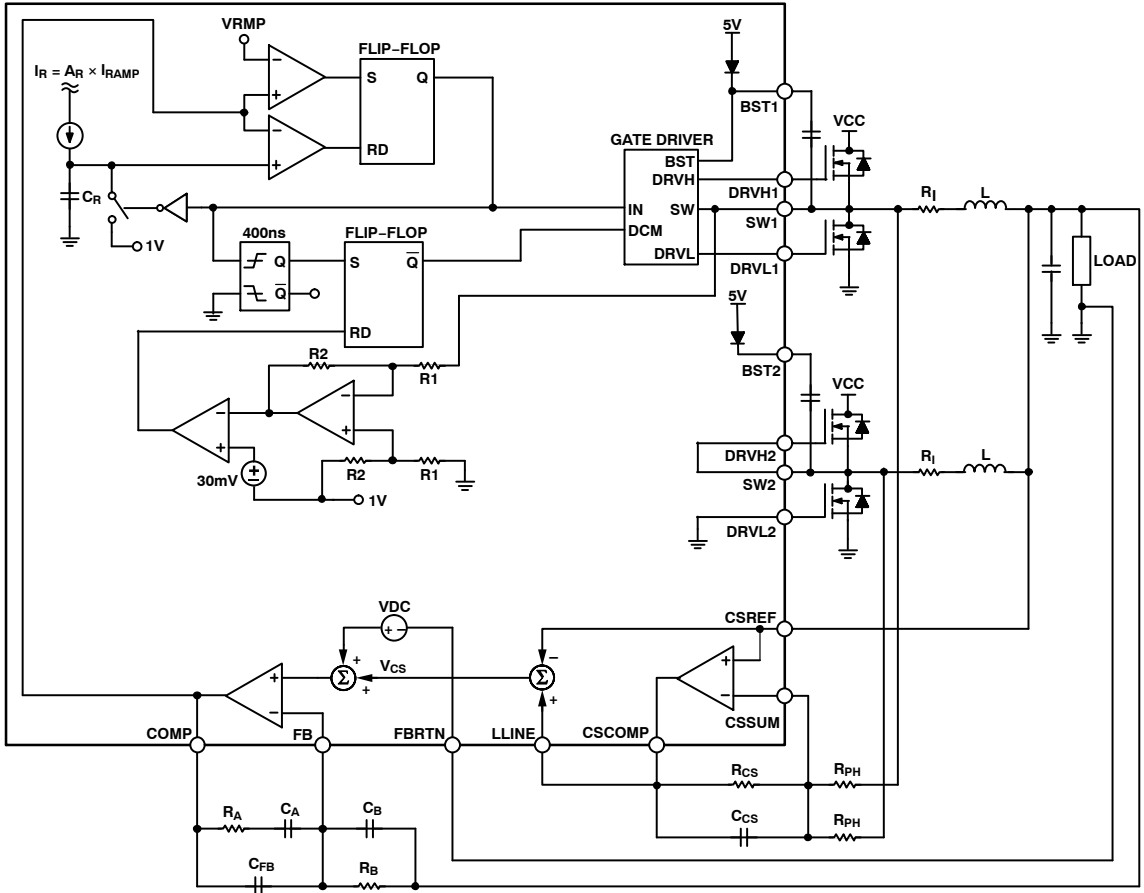 VRMP
5V
FLIP–FLOP
I_R = A_R × I_RAMP
S
Q
–
+
BST1
VCC
GATE DRIVER
–
+
RD
BST
DRVH
DRVH1
R_I
L
C_R
IN
SW
SW1
DCM
1V
400ns
FLIP–FLOP
Q
S
Q̅
DRVL
DRVL1
LOAD
Q̅
5V
RD
R2
R1
BST2
VCC
–
–
+
+
DRVH2
R_I
L
R2
R1
SW2
30mV
1V
DRVL2
VDC
+ –
CSREF
+
–
+
V_CS
Σ
+
Σ
+
–
+
–
CSSUM
COMP
FB
FBRTN
LLINE
CSCOMP
R_CS
R_PH
R_A
C_A
C_B
C_CS
R_PH
C_FB
R_B